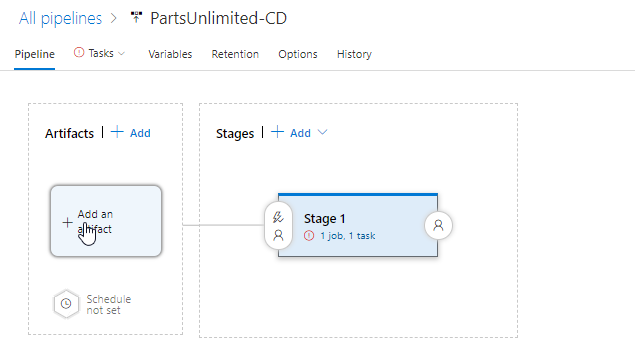 All pipelines > PartsUnlimited-CD
Pipeline Tasks Variables Retention Options History
Artifacts | + Add
Stages | + Add
+ Add an
artifact
Stage 1
1 job, 1 task
Schedule
not set